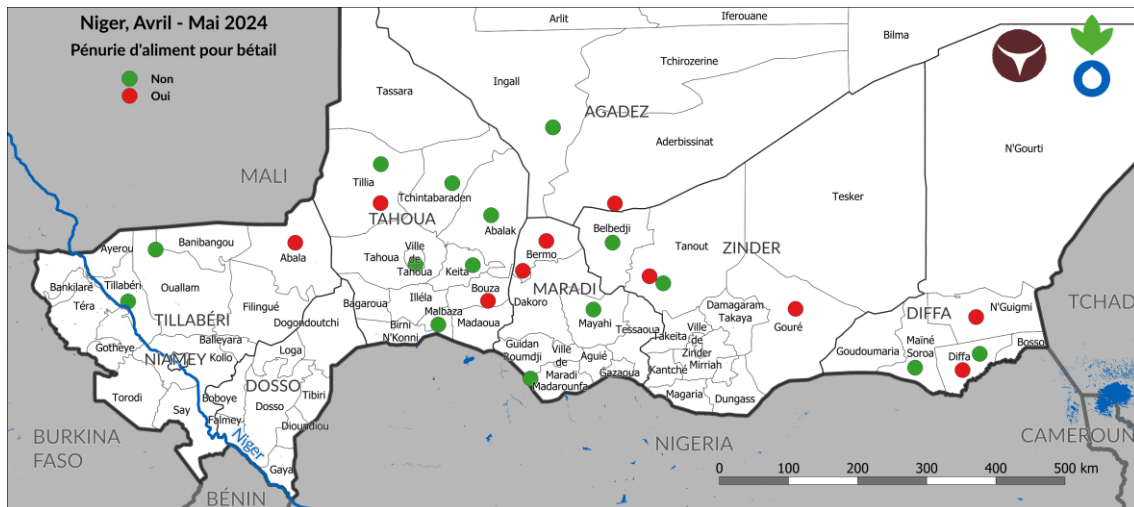 Niger, Avril - Mai 2024
Pénurie d'aliment pour bétail
Non
Oui
Arlit
Iferouane
Bilma
Tchirozerine
Ingall
Tassara
AGADEZ
Aderbissinat
N'Gourti
MALI
Tillia
Tchintabaraden
Tesker
TAHOUA
Abalak
Belbedji
Tanout
ZINDER
Ayerou
Banibangou
Abala
Tahoua
Ville
de
Tahoua
Keita
Bermo
Bankilaré
Tillabéri
Ouallam
Bouza
MARADI
Téra
Filingué
Bagaroua
Illéla
Dakoro
Damagaram
Takaya
N'Guigmi
TCHAD
TILLABÉRI
Dogondoutchi
Birni
N'Konni
Malbaza
Madaoua
Mayahi
Tessaoua
Gouré
DIFFA
Gothèye
Balleyara
Takeita
Ville
de
Zinder
Mainé
Soroa
Bosso
NIAMEY
Kollo
Loga
Guidan
Roumdji
Ville
de
Maradi
Aguié
Gazaoua
Kantché
Mirriah
Goudoumaria
Diffa
Torodi
Say
Boboye
DOSSO
Tibiri
Madarounfa
Magaria
Dungass
Dosso
Falmey
Dioundiou
BURKINA
FASO
Niger
Gaya
NIGERIA
CAMEROUN
BÉNIN
0 100 200 300 400 500 km